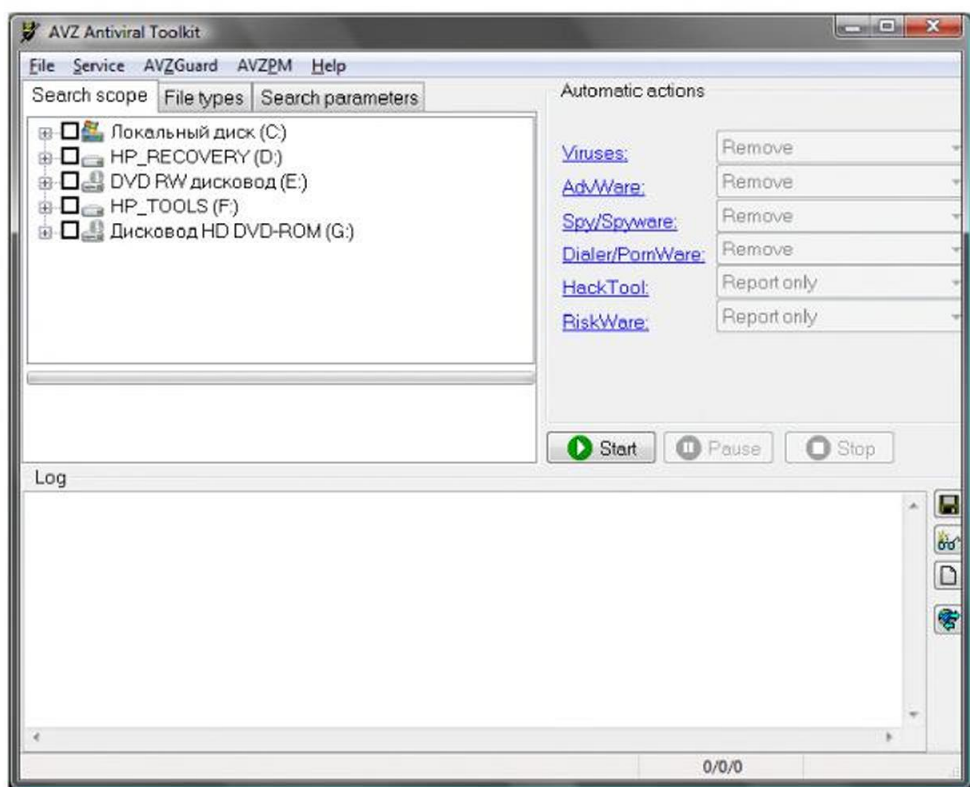 AVZ Antiviral Toolkit
File Service AVZGuard AVZPM Help
Search scope File types Search parameters
Локальный диск (C:)
HP_RECOVERY (D:)
DVD RW дисковод (E:)
HP_TOOLS (F:)
Дисковод HD DVD-ROM (G:)
Automatic actions
Viruses: Remove
AdvWare: Remove
Spy/Spyware: Remove
Dialer/PornWare: Remove
HackTool: Report only
RiskWare: Report only
Start Pause Stop
Log
0/0/0